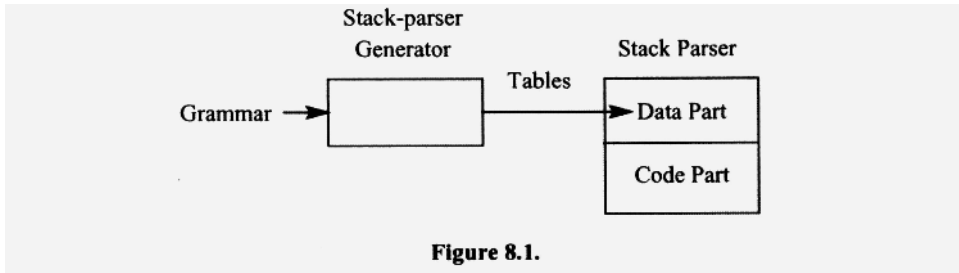 Stack-parser
Generator
Stack Parser
Tables
Grammar
Data Part
Code Part
Figure 8.1.